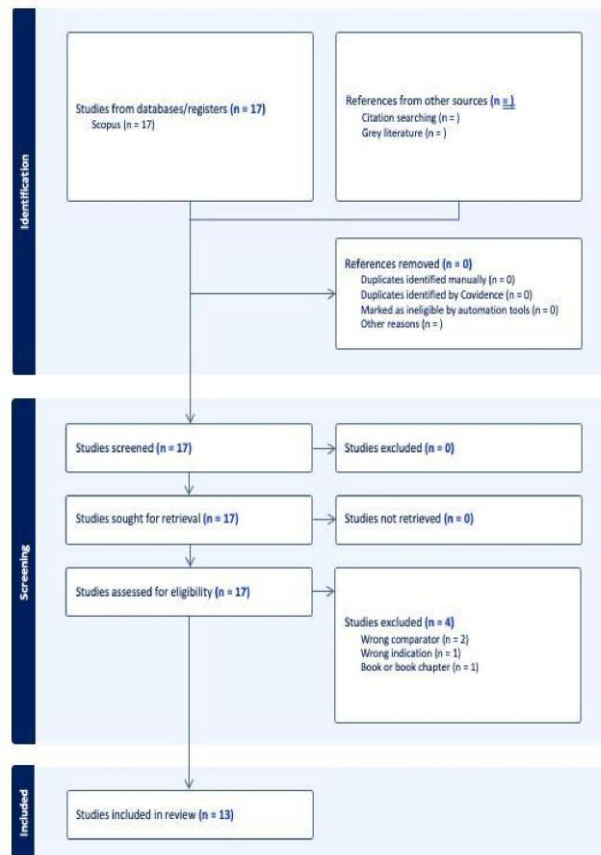 Identification
Studies from databases/registers (n = 17)
Scopus (n = 17)
References from other sources (n = )
Citation searching (n = )
Grey literature (n = )
References removed (n = 0)
Duplicates identified manually (n = 0)
Duplicates identified by Covidence (n = 0)
Marked as ineligible by automation tools (n = 0)
Other reasons (n = )
Screening
Studies screened (n = 17)
Studies excluded (n = 0)
Studies sought for retrieval (n = 17)
Studies not retrieved (n = 0)
Studies assessed for eligibility (n = 17)
Studies excluded (n = 4)
Wrong comparator (n = 2)
Wrong indication (n = 1)
Book or book chapter (n = 1)
Included
Studies included in review (n = 13)